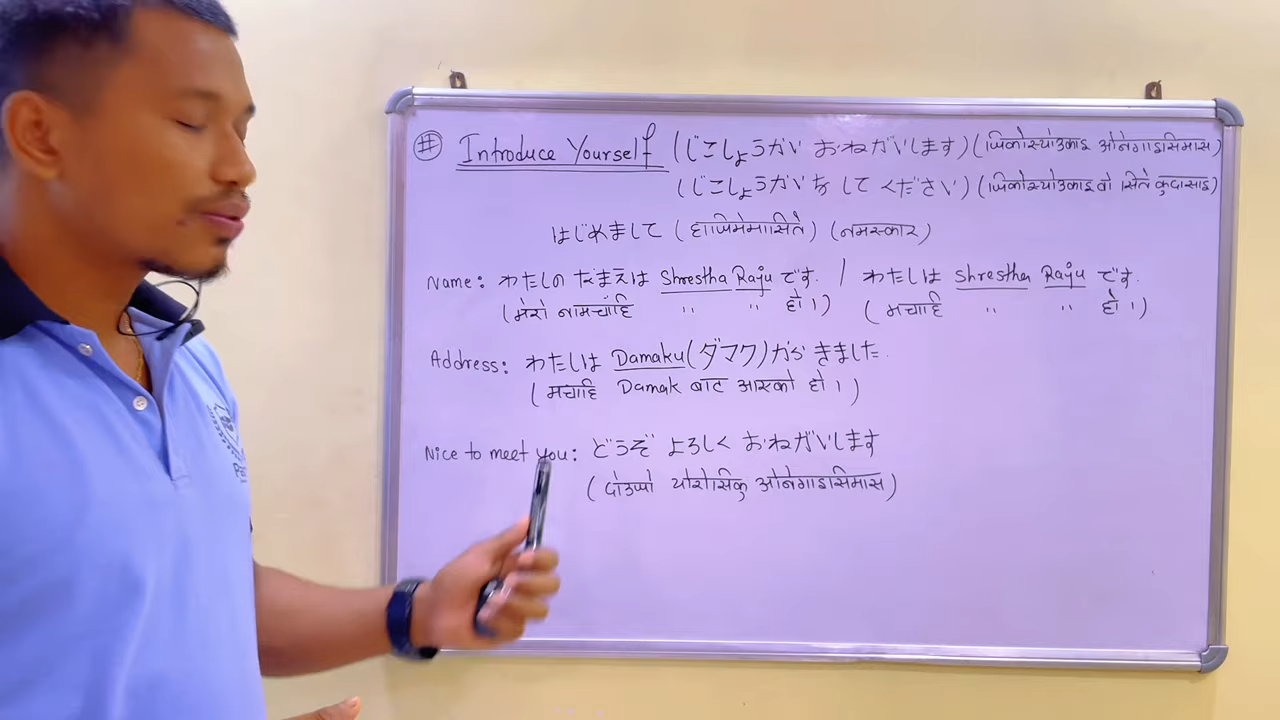 # Introduce Yourself (じこしょうかい おねがいします) (जिकोस्योउकाइ ओनेगाइसिमास)
(じこしょうかいを してください) (जिकोस्योउकाइ वो सिते कुदासाइ)
はじめまして (हाजिमेमासिते) (नमस्कार)
Name: わたしの なまえは Shrestha Raju です. / わたしは Shrestha Raju です.
(मेरो नामचाँहि " " हो।) (मचाहि " " हो।)
Address: わたしは Damaku (ダマク) から きました.
(मचाहि Damak बाट आएको हो।)
Nice to meet you: どうぞ よろしく おねがいします
(दोउजो योरोसिकु ओनेगाइसिमास)